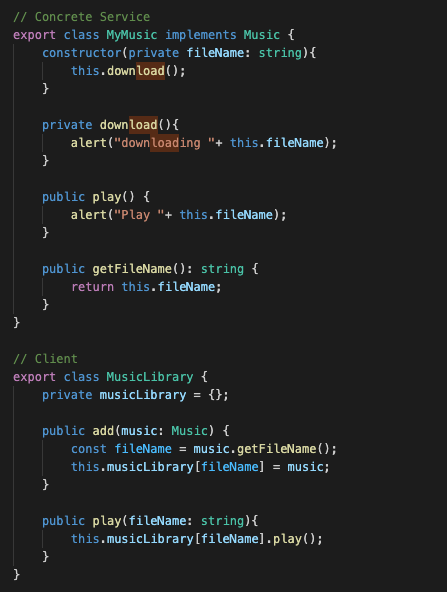 // Concrete Service
export class MyMusic implements Music {
    constructor(private fileName: string){
        this.download();
    }

    private download(){
        alert("downloading "+ this.fileName);
    }

    public play() {
        alert("Play "+ this.fileName);
    }

    public getFileName(): string {
        return this.fileName;
    }
}

// Client
export class MusicLibrary {
    private musicLibrary = {};

    public add(music: Music) {
        const fileName = music.getFileName();
        this.musicLibrary[fileName] = music;
    }

    public play(fileName: string){
        this.musicLibrary[fileName].play();
    }
}